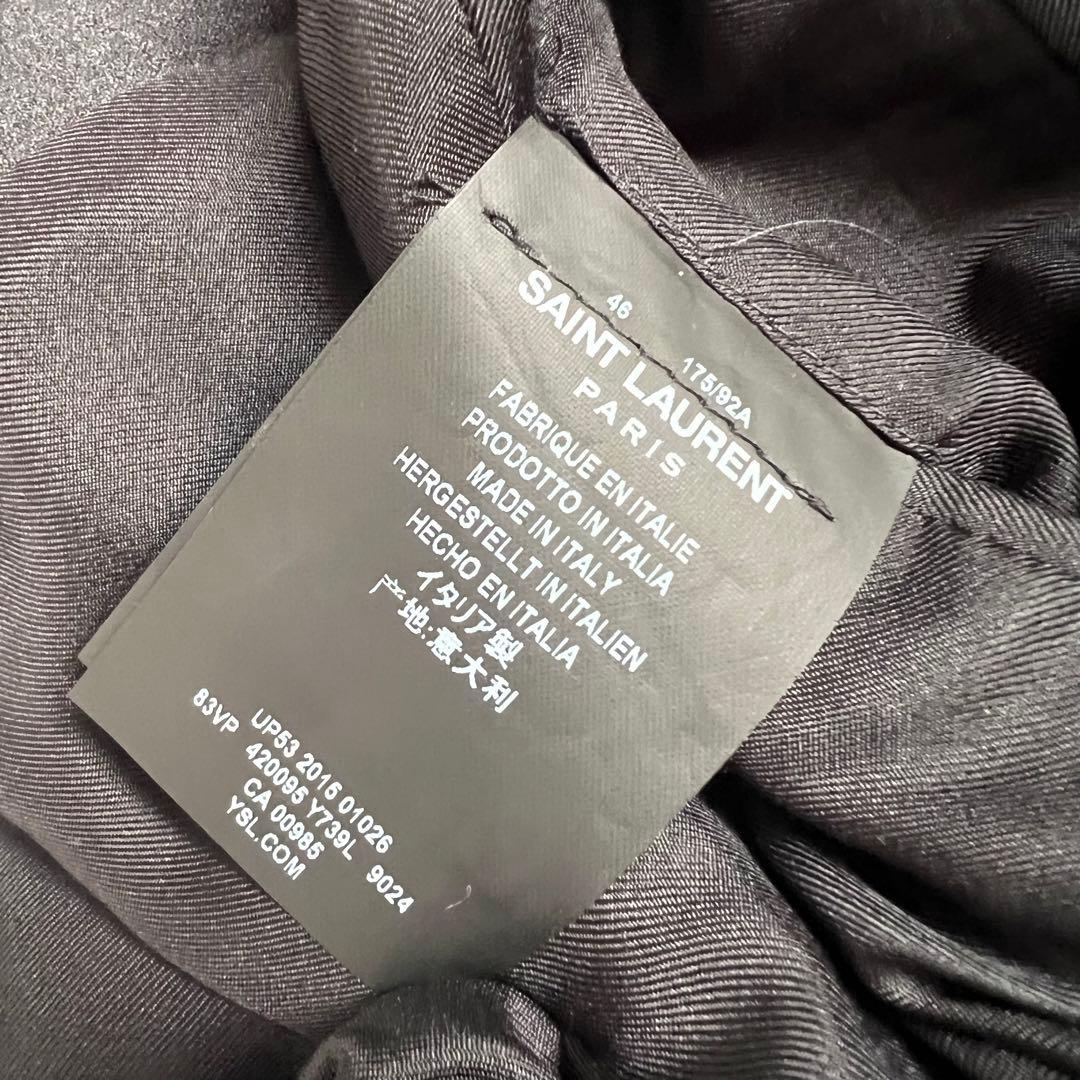 46 175/92A
SAINT LAURENT
PARIS
FABRIQUE EN ITALIE
PRODOTTO IN ITALIA
MADE IN ITALY
HERGESTELLT IN ITALIEN
HECHO EN ITALIA
イタリア製
产地:意大利
UP53 2015 01026
83VP 420095 Y739L 9024
CA 00985
YSL.COM